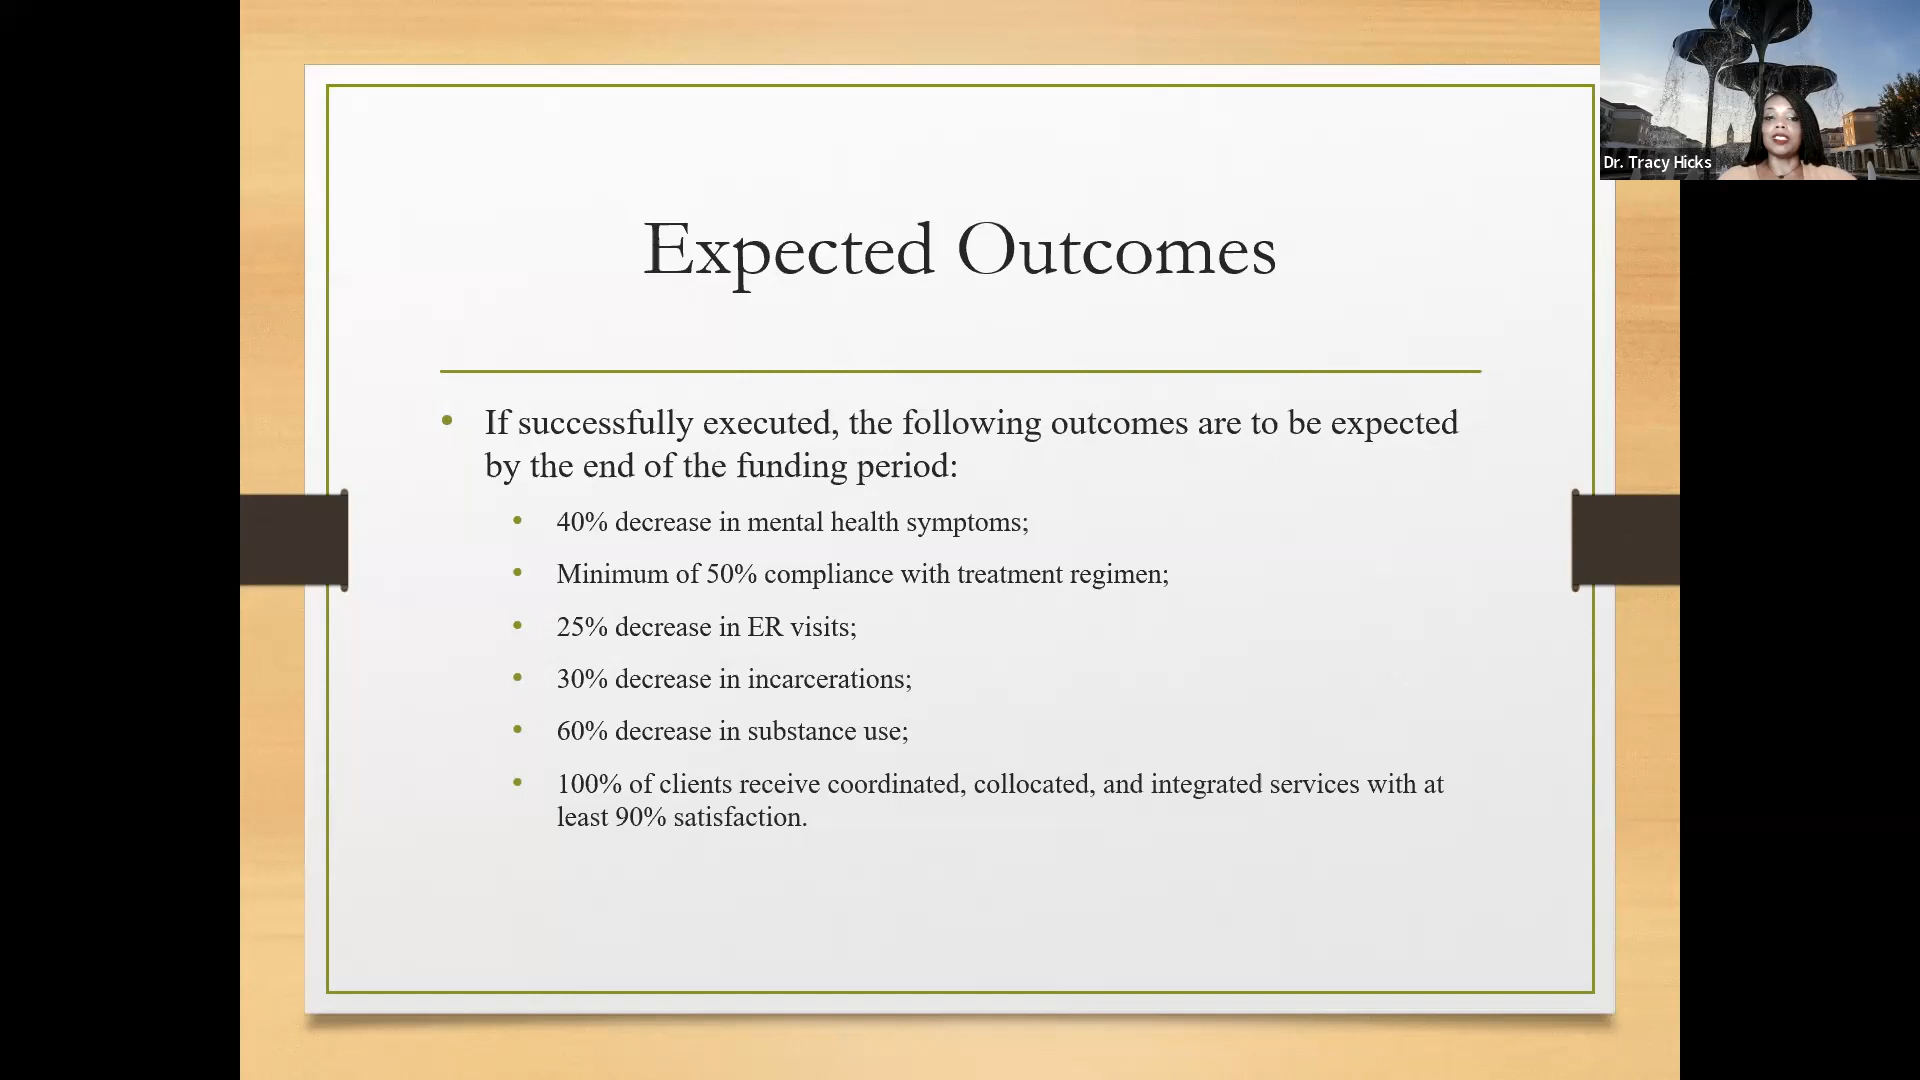 Dr. Tracy Hicks
Expected Outcomes
• If successfully executed, the following outcomes are to be expected
by the end of the funding period:
• 40% decrease in mental health symptoms;
• Minimum of 50% compliance with treatment regimen;
• 25% decrease in ER visits;
• 30% decrease in incarcerations;
• 60% decrease in substance use;
• 100% of clients receive coordinated, collocated, and integrated services with at
least 90% satisfaction.